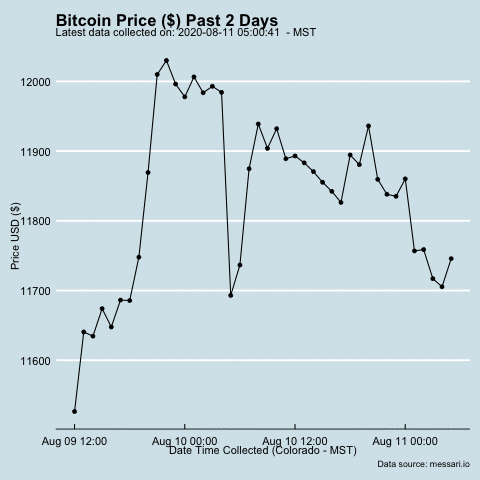 Bitcoin Price ($) Past 2 Days
Latest data collected on: 2020-08-11 05:00:41  - MST
12000
11900
11800
11700
11600
Price USD ($)
Aug 09 12:00
Aug 10 00:00
Aug 10 12:00
Aug 11 00:00
Date Time Collected (Colorado - MST)
Data source: messari.io